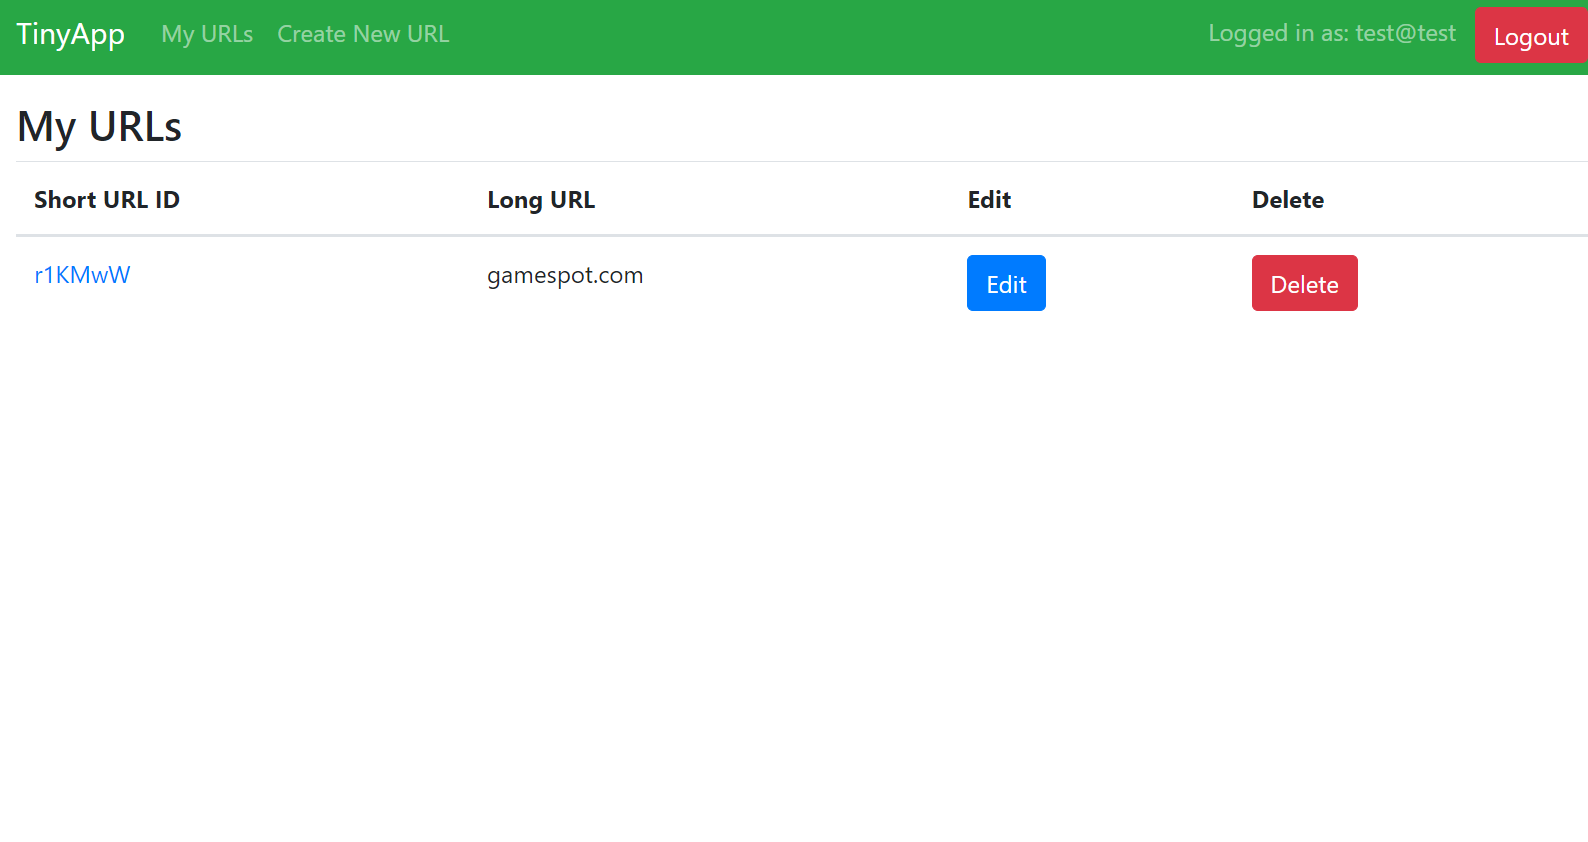 TinyApp My URLs Create New URL Logged in as: test@test Logout
My URLs
Short URL ID Long URL Edit Delete
r1KMwW gamespot.com Edit Delete